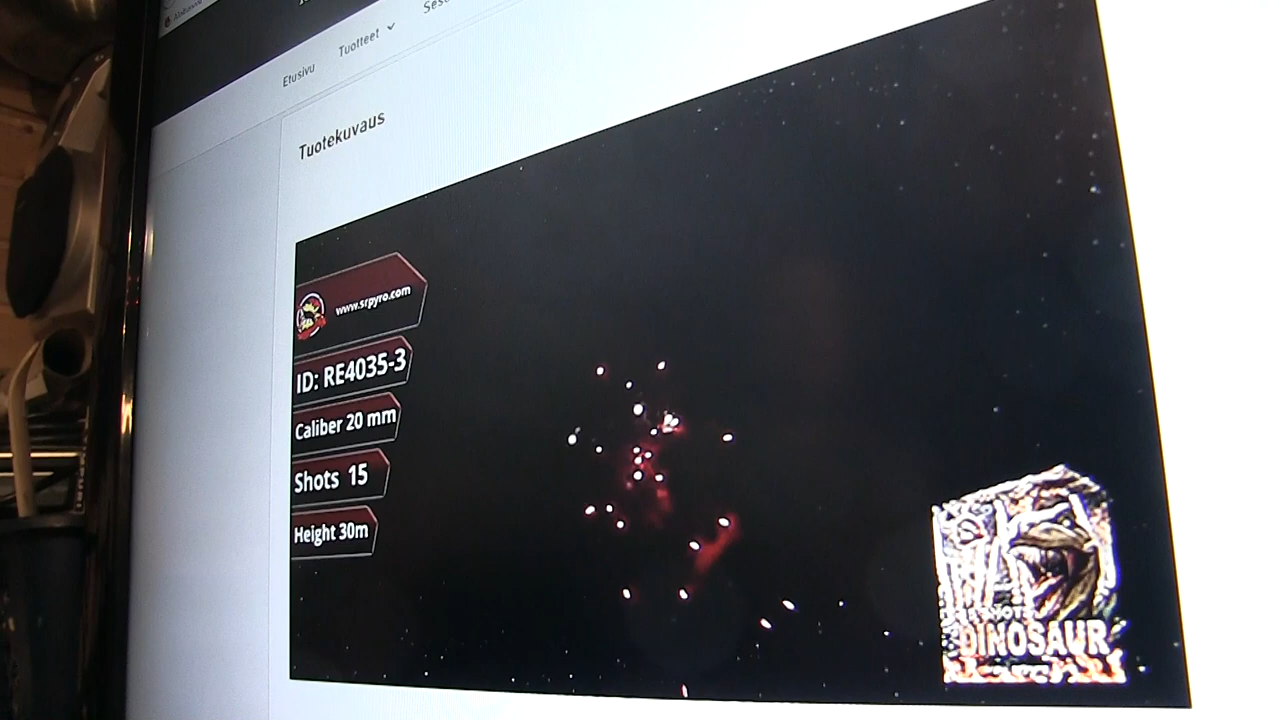 Etusivu
Tuotteet
Tuotekuvaus
www.srpyro.com
ID: RE4035-3
Caliber 20 mm
Shots 15
Height 30m
DINOSAUR